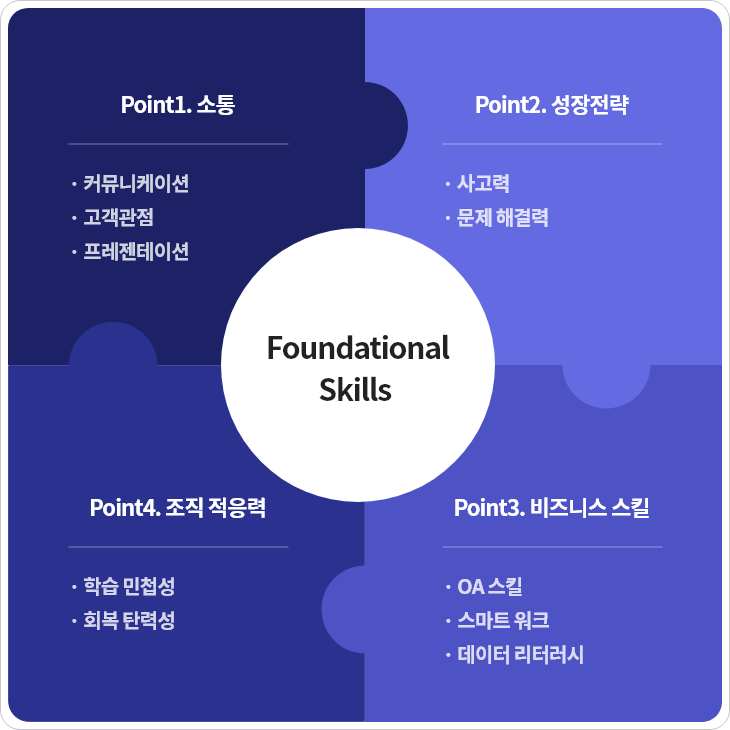 Point1. 소통
· 커뮤니케이션
· 고객관점
· 프레젠테이션
Point2. 성장전략
· 사고력
· 문제 해결력
Foundational
Skills
Point4. 조직 적응력
· 학습 민첩성
· 회복 탄력성
Point3. 비즈니스 스킬
· OA 스킬
· 스마트 워크
· 데이터 리터러시